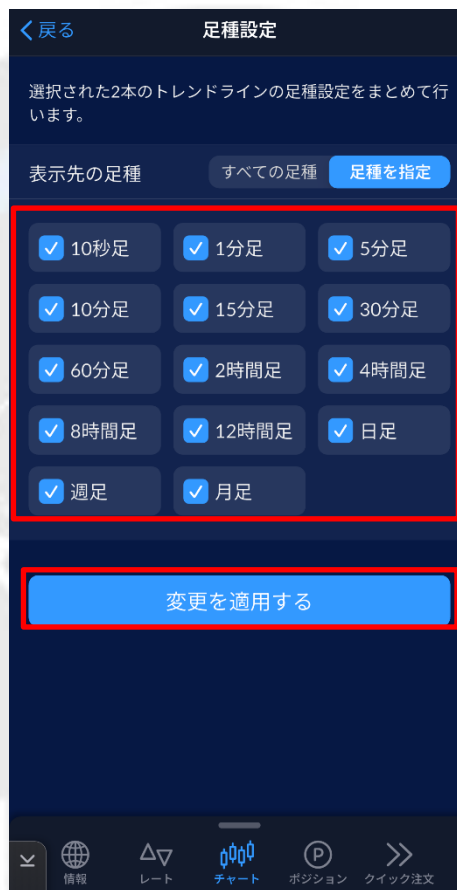 戻る 足種設定
選択された2本のトレンドラインの足種設定をまとめて行
います。
表示先の足種 すべての足種 足種を指定
10秒足 1分足 5分足
10分足 15分足 30分足
60分足 2時間足 4時間足
8時間足 12時間足 日足
週足 月足
変更を適用する
P
情報 レート チャート ポジション クイック注文